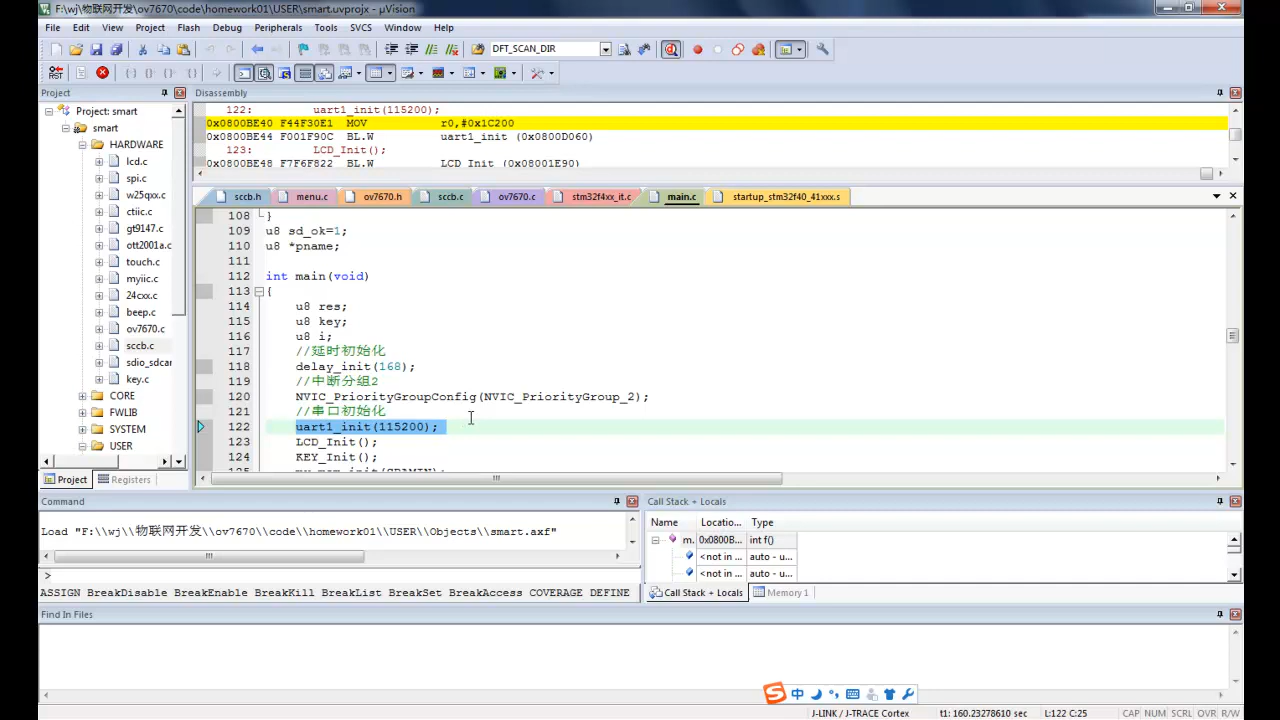 F:\wj\物联网开发\ov7670\code\homework01\USER\smart.uvprojx - µVision
File Edit View Project Flash Debug Peripherals Tools SVCS Window Help
DFT_SCAN_DIR
RST
Project
Disassembly
Project: smart
smart
HARDWARE
lcd.c
spi.c
w25qxx.c
ctiic.c
gt9147.c
ott2001a.c
touch.c
myiic.c
24cxx.c
beep.c
ov7670.c
sccb.c
sdio_sdcar
key.c
CORE
FWLIB
SYSTEM
USER
Project Registers
122: uart1_init(115200);
0x0800BE40 F44F30E1 MOV r0,#0x1C200
0x0800BE44 F001F90C BL.W uart1_init (0x0800D060)
123: LCD_Init();
0x0800BE48 F7F6F822 BL.W LCD_Init (0x08001E90)
sccb.h menu.c ov7670.h sccb.c ov7670.c stm32f4xx_it.c main.c startup_stm32f40_41xxx.s
108 }
109 u8 sd_ok=1;
110 u8 *pname;
111
112 int main(void)
113 {
114 u8 res;
115 u8 key;
116 u8 i;
117 //延时初始化
118 delay_init(168);
119 //中断分组2
120 NVIC_PriorityGroupConfig(NVIC_PriorityGroup_2);
121 //串口初始化
122 uart1_init(115200);
123 LCD_Init();
124 KEY_Init();
Command
Load "F:\\wj\\物联网开发\\ov7670\\code\\homework01\\USER\\Objects\\smart.axf"
>
ASSIGN BreakDisable BreakEnable BreakKill BreakList BreakSet BreakAccess COVERAGE DEFINE
Call Stack + Locals
Name Locatio... Type
m. 0x0800B... int f()
<not in ... auto - u...
<not in ... auto - u...
Call Stack + Locals Memory 1
Find In Files
中
J-LINK / J-TRACE Cortex t1: 160.23278610 sec L:122 C:25 CAP NUM SCRL OVR R/W